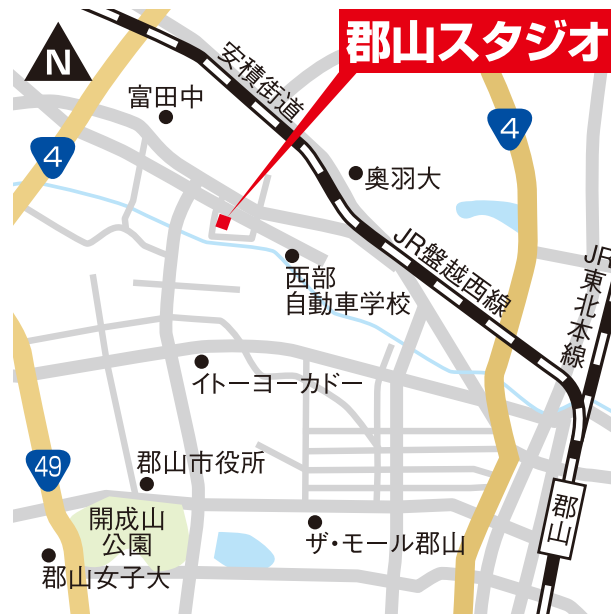 郡山スタジオ
N
安積街道
富田中
4
4
奥羽大
JR盤越西線
JR東北本線
西部
自動車学校
イトーヨーカドー
49
郡山市役所
開成山
公園
ザ・モール郡山
郡山
郡山女子大